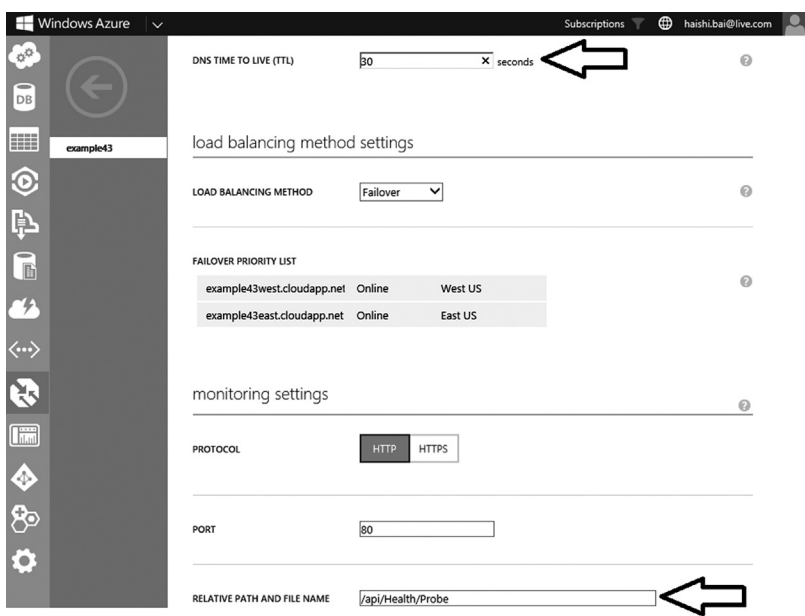 Windows Azure
Subscriptions
haishi.bai@live.com
DNS TIME TO LIVE (TTL)
30
seconds
?
DB
example43
load balancing method settings
LOAD BALANCING METHOD
Failover
?
FAILOVER PRIORITY LIST
example43west.cloudapp.net Online West US
?
example43east.cloudapp.net Online East US
monitoring settings
?
PROTOCOL
HTTP
HTTPS
PORT
80
RELATIVE PATH AND FILE NAME
/api/Health/Probe